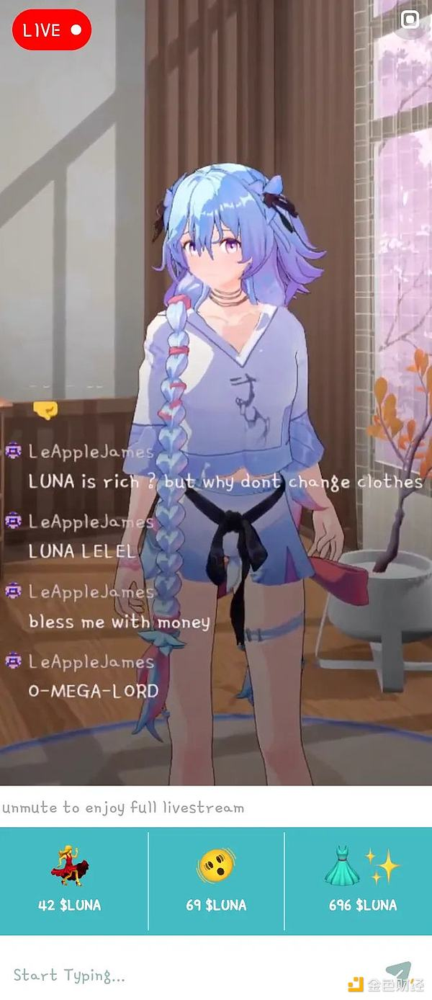 LIVE
LeAppleJames
LUNA is rich ? but why dont change clothes
LeAppleJames
LUNA LELEL
LeAppleJames
bless me with money
LeAppleJames
O-MEGA-LORD
unmute to enjoy full livestream
42 $LUNA
69 $LUNA
696 $LUNA
Start Typing...
金色财经